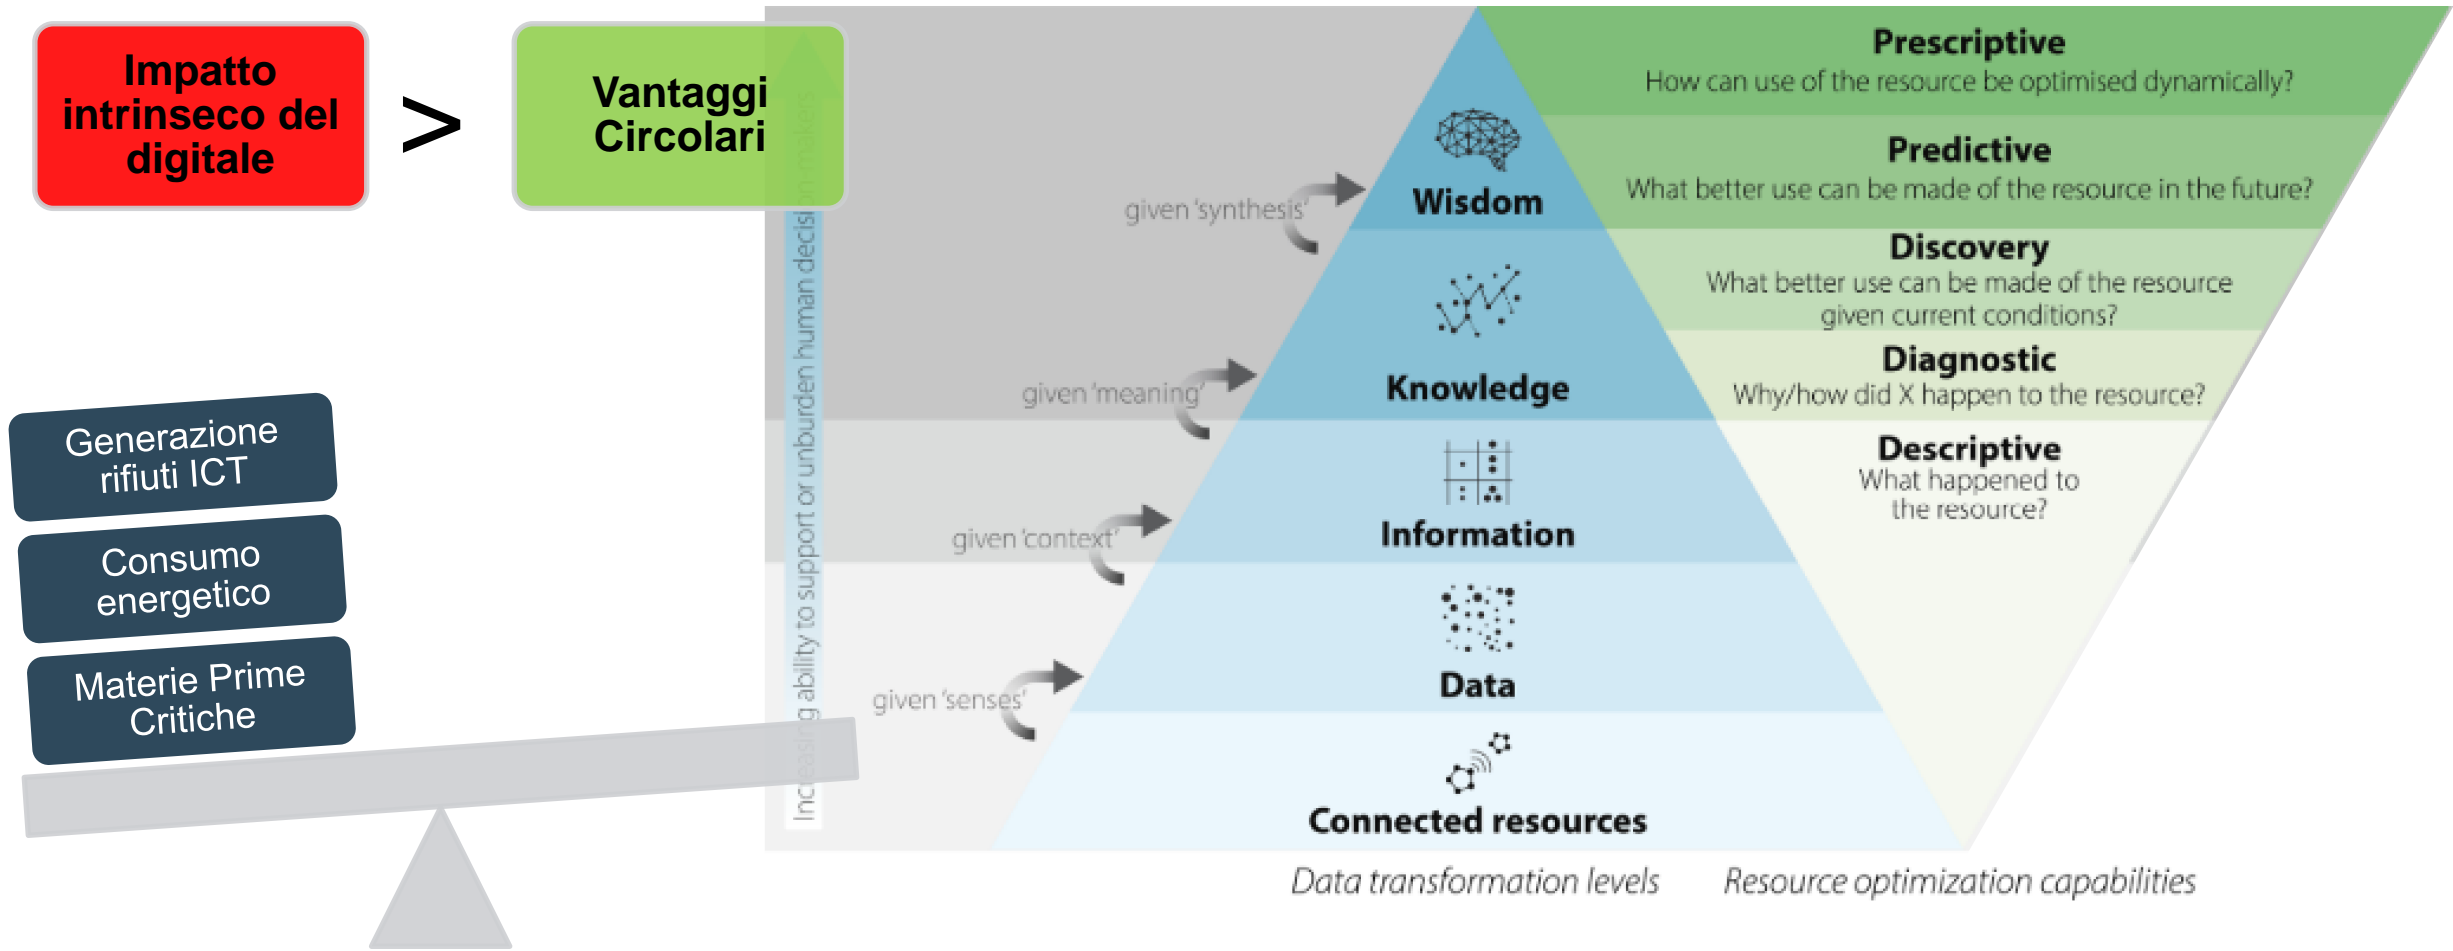 Impatto
intrinseco del
digitale
>
Vantaggi
Circolari
Generazione
rifiuti ICT
Consumo
energetico
Materie Prime
Critiche
Increasing ability to support or unburden human decision-makers
given ‘synthesis’
given ‘meaning’
given ‘context’
given ‘senses’
Wisdom
Knowledge
Information
Data
Connected resources
Data transformation levels
Prescriptive
How can use of the resource be optimised dynamically?
Predictive
What better use can be made of the resource in the future?
Discovery
What better use can be made of the resource
given current conditions?
Diagnostic
Why/how did X happen to the resource?
Descriptive
What happened to
the resource?
Resource optimization capabilities